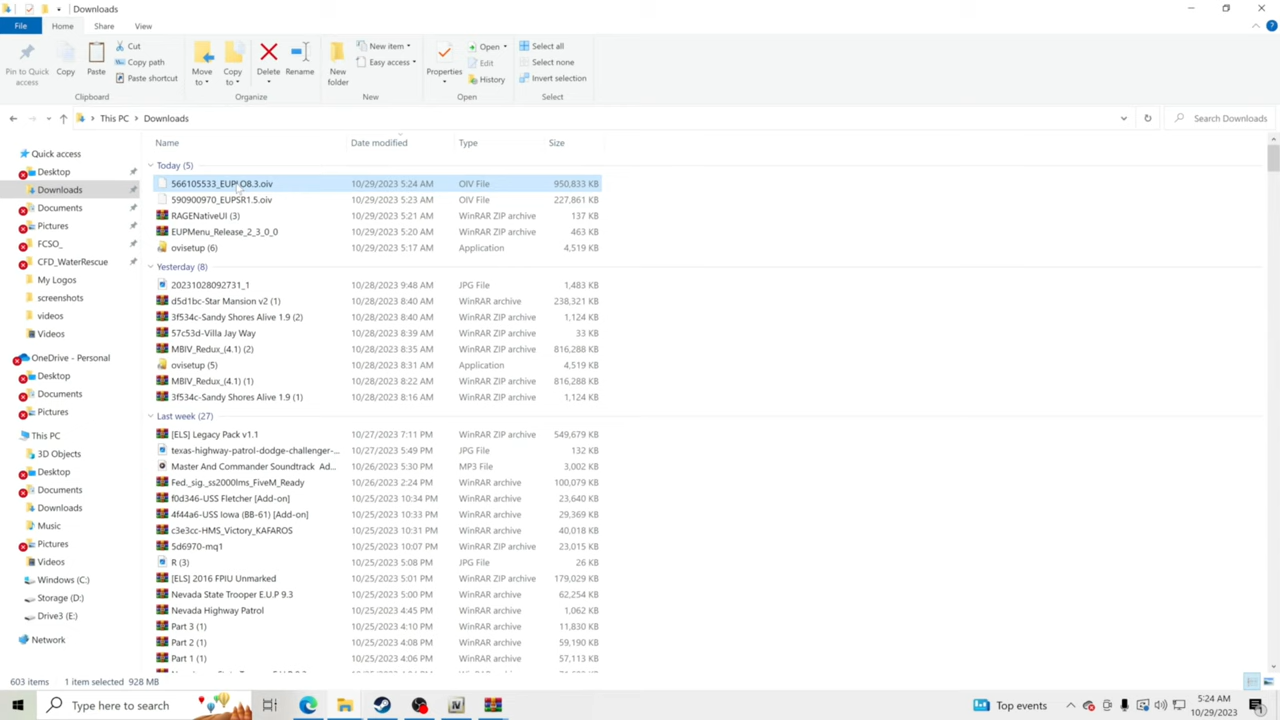 Downloads
File Home Share View
Pin to Quick access
Copy
Paste
Cut
Copy path
Paste shortcut
Clipboard
Move to
Copy to
Delete
Rename
Organize
New folder
New item
Easy access
New
Properties
Open
Edit
History
Open
Select all
Select none
Invert selection
Select
This PC > Downloads
Search Downloads
Quick access
Desktop
Downloads
Documents
Pictures
FCSO_
CFD_WaterRescue
My Logos
screenshots
videos
Videos
OneDrive - Personal
Desktop
Documents
Pictures
This PC
3D Objects
Desktop
Documents
Downloads
Music
Pictures
Videos
Windows (C:)
Storage (D:)
Drive3 (E:)
Network
Name Date modified Type Size
Today (5)
10/29/2023 5:24 AM OIV File 950,833 KB
590900970_EUPSR1.5.oiv 10/29/2023 5:23 AM OIV File 227,861 KB
RAGENativeUI (3) 10/29/2023 5:21 AM WinRAR ZIP archive 137 KB
EUPMenu_Release_2_3_0_0 10/29/2023 5:20 AM WinRAR ZIP archive 463 KB
ovisetup (6) 10/29/2023 5:17 AM Application 4,519 KB
Yesterday (8)
20231028092731_1 10/28/2023 9:48 AM JPG File 1,483 KB
d5d1bc-Star Mansion v2 (1) 10/28/2023 8:40 AM WinRAR archive 238,321 KB
3f534c-Sandy Shores Alive 1.9 (2) 10/28/2023 8:40 AM WinRAR archive 1,124 KB
57c53d-Villa Jay Way 10/28/2023 8:39 AM WinRAR archive 33 KB
MBIV_Redux_(4.1) (2) 10/28/2023 8:35 AM WinRAR ZIP archive 816,288 KB
ovisetup (5) 10/28/2023 8:31 AM Application 4,519 KB
MBIV_Redux_(4.1) (1) 10/28/2023 8:22 AM WinRAR ZIP archive 816,288 KB
3f534c-Sandy Shores Alive 1.9 (1) 10/28/2023 8:16 AM WinRAR archive 1,124 KB
Last week (27)
[ELS] Legacy Pack v1.1 10/27/2023 7:11 PM WinRAR ZIP archive 549,679 KB
texas-highway-patrol-dodge-challenger-... 10/27/2023 5:49 PM JPG File 132 KB
Master And Commander Soundtrack Ad... 10/26/2023 5:30 PM MP3 File 3,002 KB
Fed._sig._ss2000lms_FiveM_Ready 10/26/2023 2:24 PM WinRAR ZIP archive 100,079 KB
f0d346-USS Fletcher [Add-on] 10/25/2023 10:34 PM WinRAR archive 23,640 KB
4f44a6-USS Iowa (BB-61) [Add-on] 10/25/2023 10:33 PM WinRAR archive 29,369 KB
c3e3cc-HMS_Victory_KAFAROS 10/25/2023 10:31 PM WinRAR archive 40,018 KB
5d6970-mq1 10/25/2023 10:07 PM WinRAR archive 23,015 KB
R (3) 10/25/2023 5:08 PM JPG File 26 KB
[ELS] 2016 FPIU Unmarked 10/25/2023 5:01 PM WinRAR ZIP archive 179,029 KB
Nevada State Trooper E.U.P 9.3 10/25/2023 5:00 PM WinRAR ZIP archive 62,254 KB
Nevada Highway Patrol 10/25/2023 4:45 PM WinRAR ZIP archive 1,062 KB
Part 3 (1) 10/25/2023 4:10 PM WinRAR ZIP archive 11,830 KB
Part 2 (1) 10/25/2023 4:08 PM WinRAR ZIP archive 59,190 KB
Part 1 (1) 10/25/2023 4:06 PM WinRAR ZIP archive 57,113 KB
603 items 1 item selected 928 MB
Type here to search
Top events
5:24 AM
10/29/2023